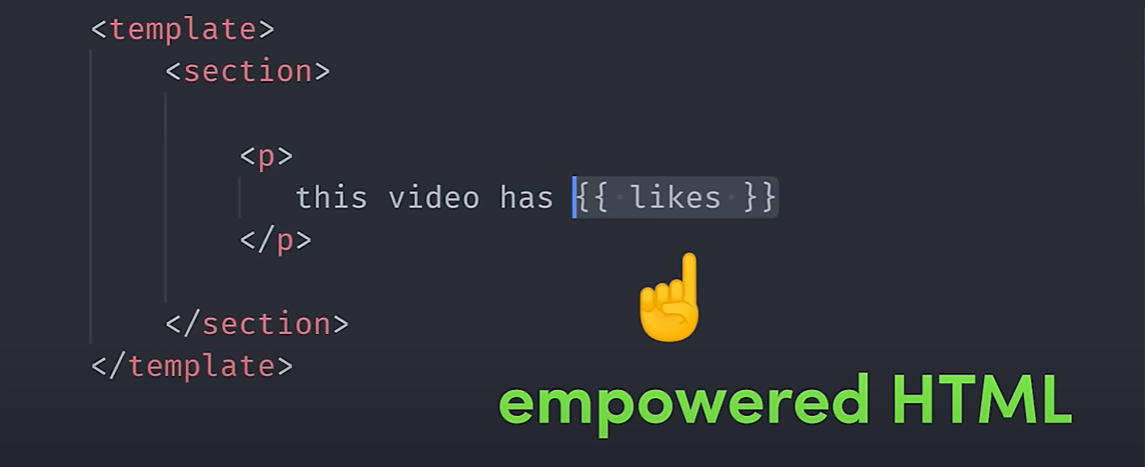 <template>
<section>
<p>
this video has {{ likes }}
</p>
</section>
</template>
empowered HTML